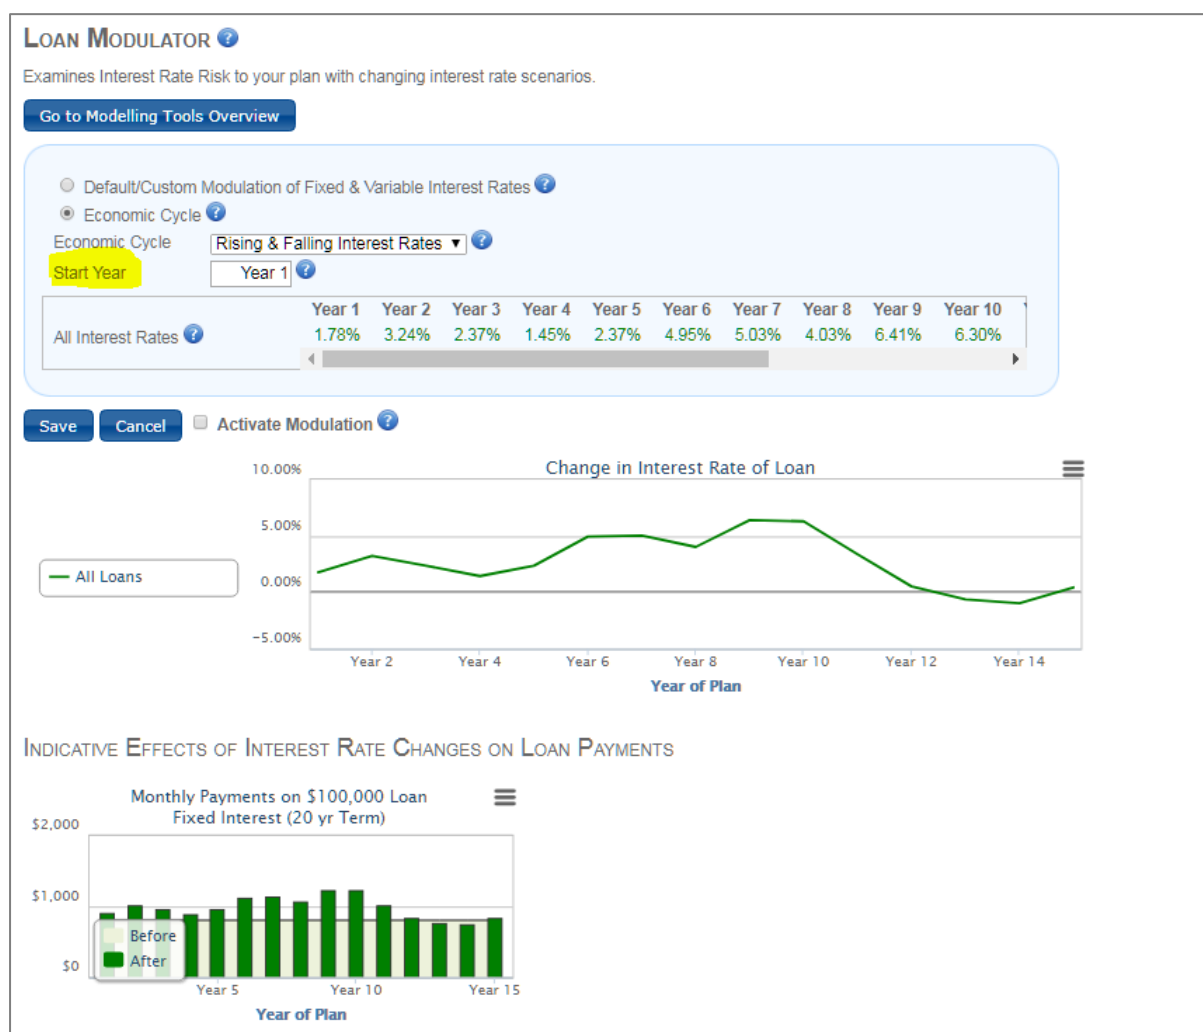 LOAN MODULATOR ?
Examines Interest Rate Risk to your plan with changing interest rate scenarios.
Go to Modelling Tools Overview
Default/Custom Modulation of Fixed & Variable Interest Rates ?
Economic Cycle ?
Economic Cycle Rising & Falling Interest Rates ?
Start Year Year 1 ?
Year 1 Year 2 Year 3 Year 4 Year 5 Year 6 Year 7 Year 8 Year 9 Year 10
All Interest Rates ? 1.78% 3.24% 2.37% 1.45% 2.37% 4.95% 5.03% 4.03% 6.41% 6.30%
Save Cancel Activate Modulation ?
Change in Interest Rate of Loan
10.00%
5.00%
0.00%
−5.00%
All Loans
Year 2 Year 4 Year 6 Year 8 Year 10 Year 12 Year 14
Year of Plan
INDICATIVE EFFECTS OF INTEREST RATE CHANGES ON LOAN PAYMENTS
Monthly Payments on $100,000 Loan
Fixed Interest (20 yr Term)
$2,000
$1,000
$0
Before
After
Year 5 Year 10 Year 15
Year of Plan